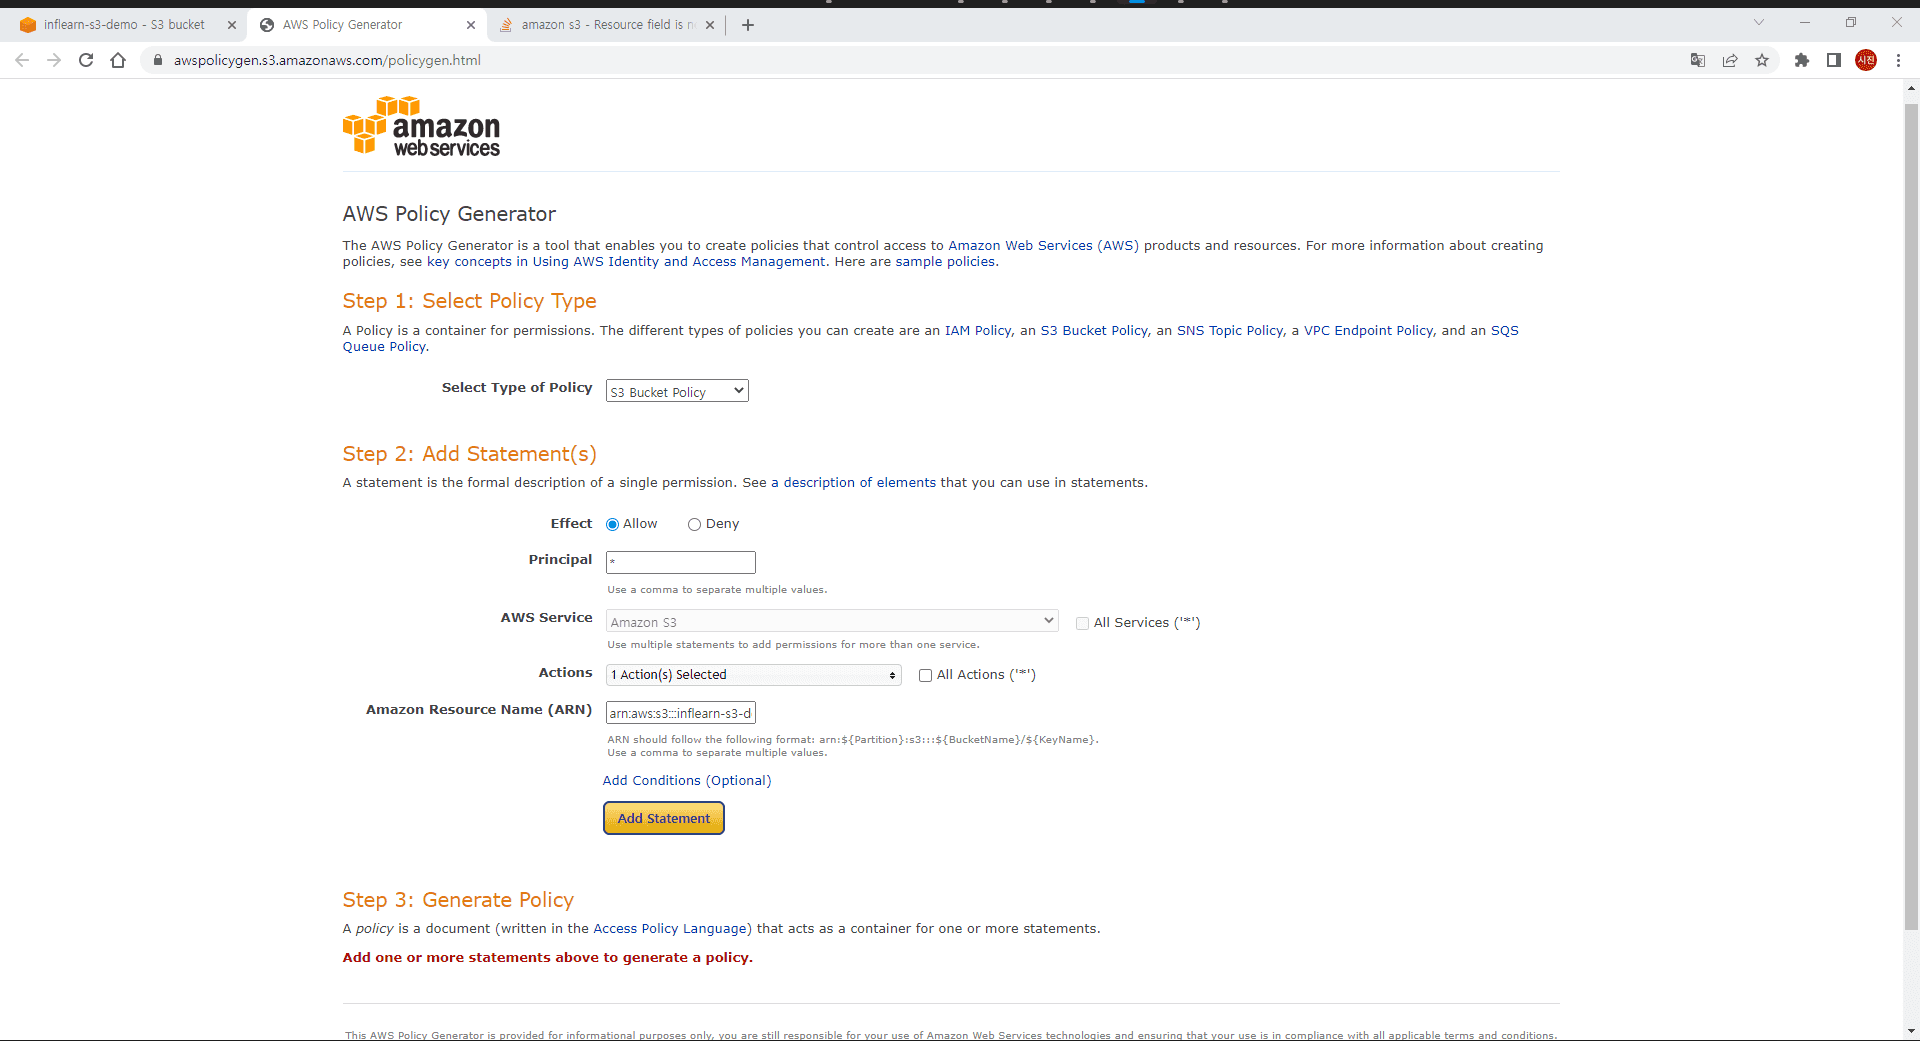 inflearn-s3-demo - S3 bucket
AWS Policy Generator
amazon s3 - Resource field is n
awspolicygen.s3.amazonaws.com/policygen.html
시진
amazon
web services
AWS Policy Generator
The AWS Policy Generator is a tool that enables you to create policies that control access to Amazon Web Services (AWS) products and resources. For more information about creating
policies, see key concepts in Using AWS Identity and Access Management. Here are sample policies.
Step 1: Select Policy Type
A Policy is a container for permissions. The different types of policies you can create are an IAM Policy, an S3 Bucket Policy, an SNS Topic Policy, a VPC Endpoint Policy, and an SQS
Queue Policy.
Select Type of Policy S3 Bucket Policy
Step 2: Add Statement(s)
A statement is the formal description of a single permission. See a description of elements that you can use in statements.
Effect Allow Deny
Principal *
Use a comma to separate multiple values.
AWS Service Amazon S3 All Services ('*')
Use multiple statements to add permissions for more than one service.
Actions 1 Action(s) Selected All Actions ('*')
Amazon Resource Name (ARN) arn:aws:s3:::inflearn-s3-d
ARN should follow the following format: arn:${Partition}:s3:::${BucketName}/${KeyName}.
Use a comma to separate multiple values.
Add Conditions (Optional)
Add Statement
Step 3: Generate Policy
A policy is a document (written in the Access Policy Language) that acts as a container for one or more statements.
Add one or more statements above to generate a policy.
This AWS Policy Generator is provided for informational purposes only, you are still responsible for your use of Amazon Web Services technologies and ensuring that your use is in compliance with all applicable terms and conditions.